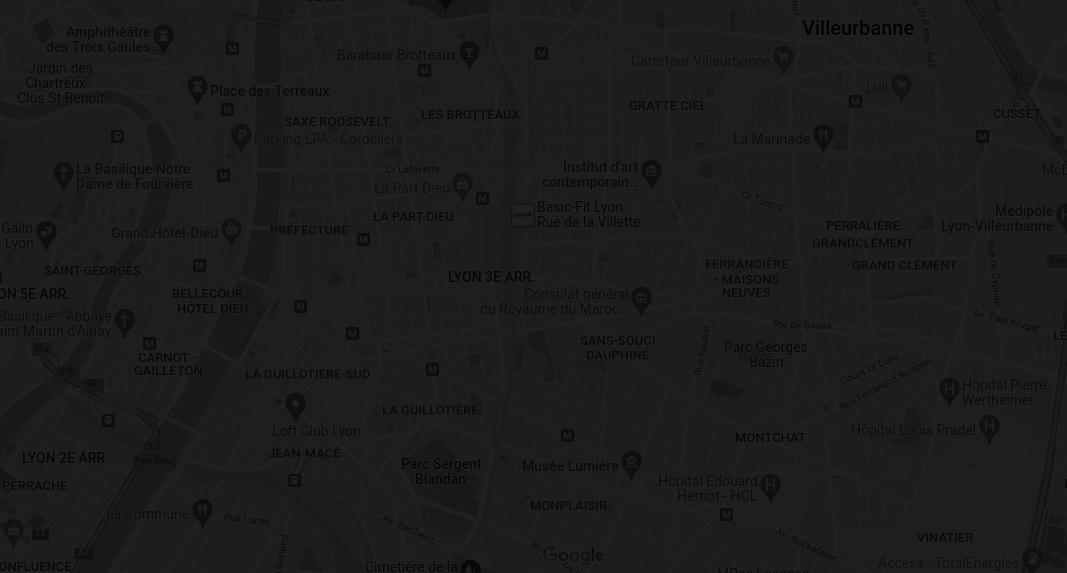 Villeurbanne
Amphithéâtre
des Trois Gaules
Barabaar Brotteaux
Carrefour Villeurbanne
Jardin des
Chartreux -
Clos St Benoit
Place des Terreaux
Lidl
GRATTE CIEL
LES BROTTEAUX
SAXE ROOSEVELT
CUSSET
Parking LPA - Cordeliers
La Marinade
La Basilique Notre
Dame de Fourvière
Cr Lafayette
La Part Dieu
Institut d'art
contemporain...
Cr Tolstoï
Basic-Fit Lyon
Rue de la Villette
LA PART-DIEU
Médipôle
Lyon-Villeurbanne
Gallo
Lyon
Grand Hôtel-Dieu
PRÉFECTURE
PERRALIÈRE
GRANDCLÉMENT
SAINT-GEORGES
LYON 3E ARR.
FERRANDIÈRE
- MAISONS
NEUVES
GRAND CLÉMENT
Rue de Cyprian
ON 5E ARR.
BELLECOUR -
HÔTEL DIEU
Consulat général
du Royaume du Maroc...
Basilique - Abbaye
aint Martin d'Ainay
Rte de Genas
Av. Paul Kruger
SANS-SOUCI
DAUPHINÉ
Rue Feuillat
Parc Georges
Bazin
CARNOT -
GAILLETON
LA GUILLOTIÈRE-SUD
Cours Dr Long
Rue Ferdinand Buisson
Hôpital Pierre
Wertheimer
LA GUILLOTIÈRE
Loft Club Lyon
Hôpital Louis Pradel
MONTCHAT
JEAN-MACÉ
LYON 2E ARR.
Part-Dieu
Parc Sergent
Blandan
Musée Lumière
PERRACHE
Hôpital Edouard
Herriot - HCL
MONPLAISIR
La Commune
Rue Lortet
Av. Berthelot
Av. Rockefeller
VINATIER
A7
Google
Access - TotalEnergies
ONFLUENCE
Cimetière de la